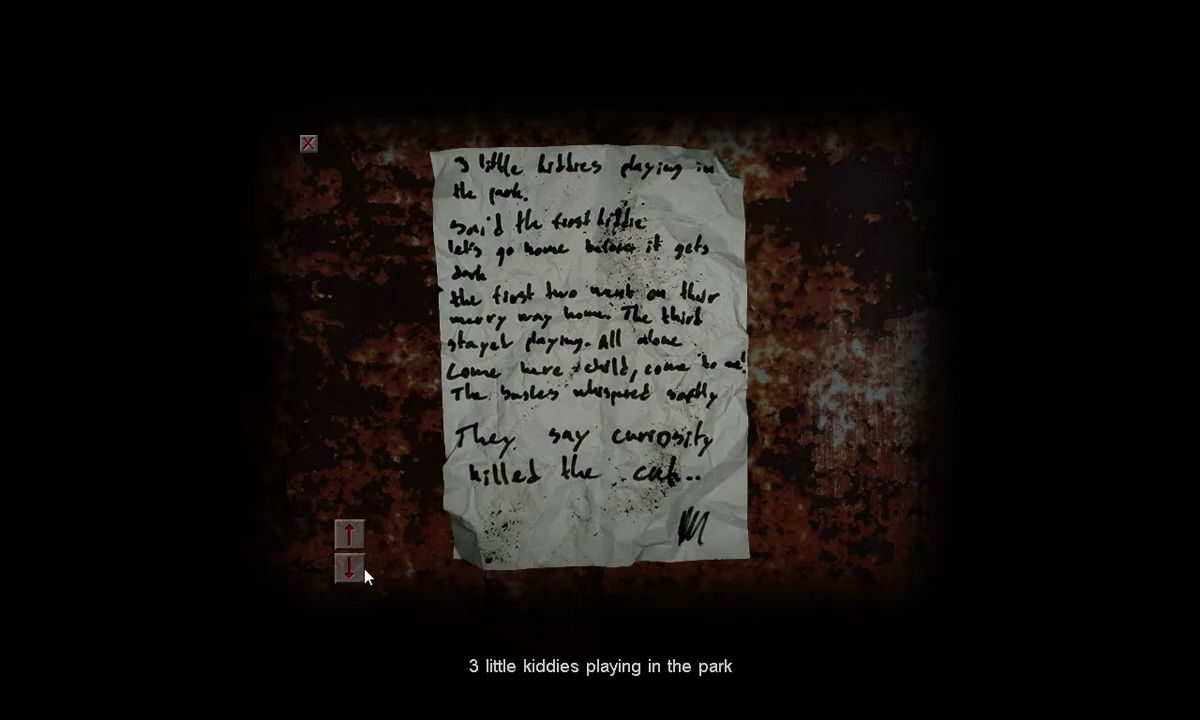 3 little kiddies playing in
the park.
said the first kiddie
let's go home before it gets
dark
the first two went on their
merry way home. The third
stayed playing. All alone
Come here child, come to me!
The bushes whispered softly
They say curiosity
killed the cat...
3 little kiddies playing in the park